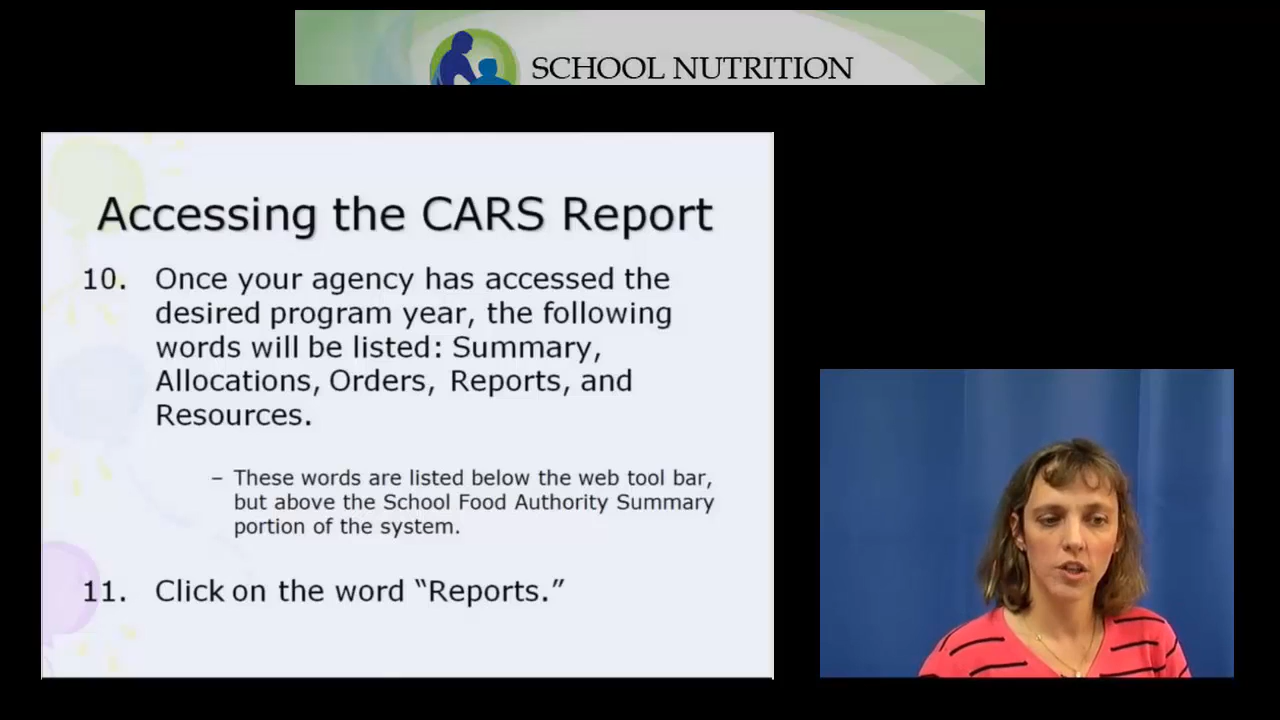 SCHOOL NUTRITION
Accessing the CARS Report
10. Once your agency has accessed the
desired program year, the following
words will be listed: Summary,
Allocations, Orders, Reports, and
Resources.
– These words are listed below the web tool bar,
but above the School Food Authority Summary
portion of the system.
11. Click on the word “Reports.”